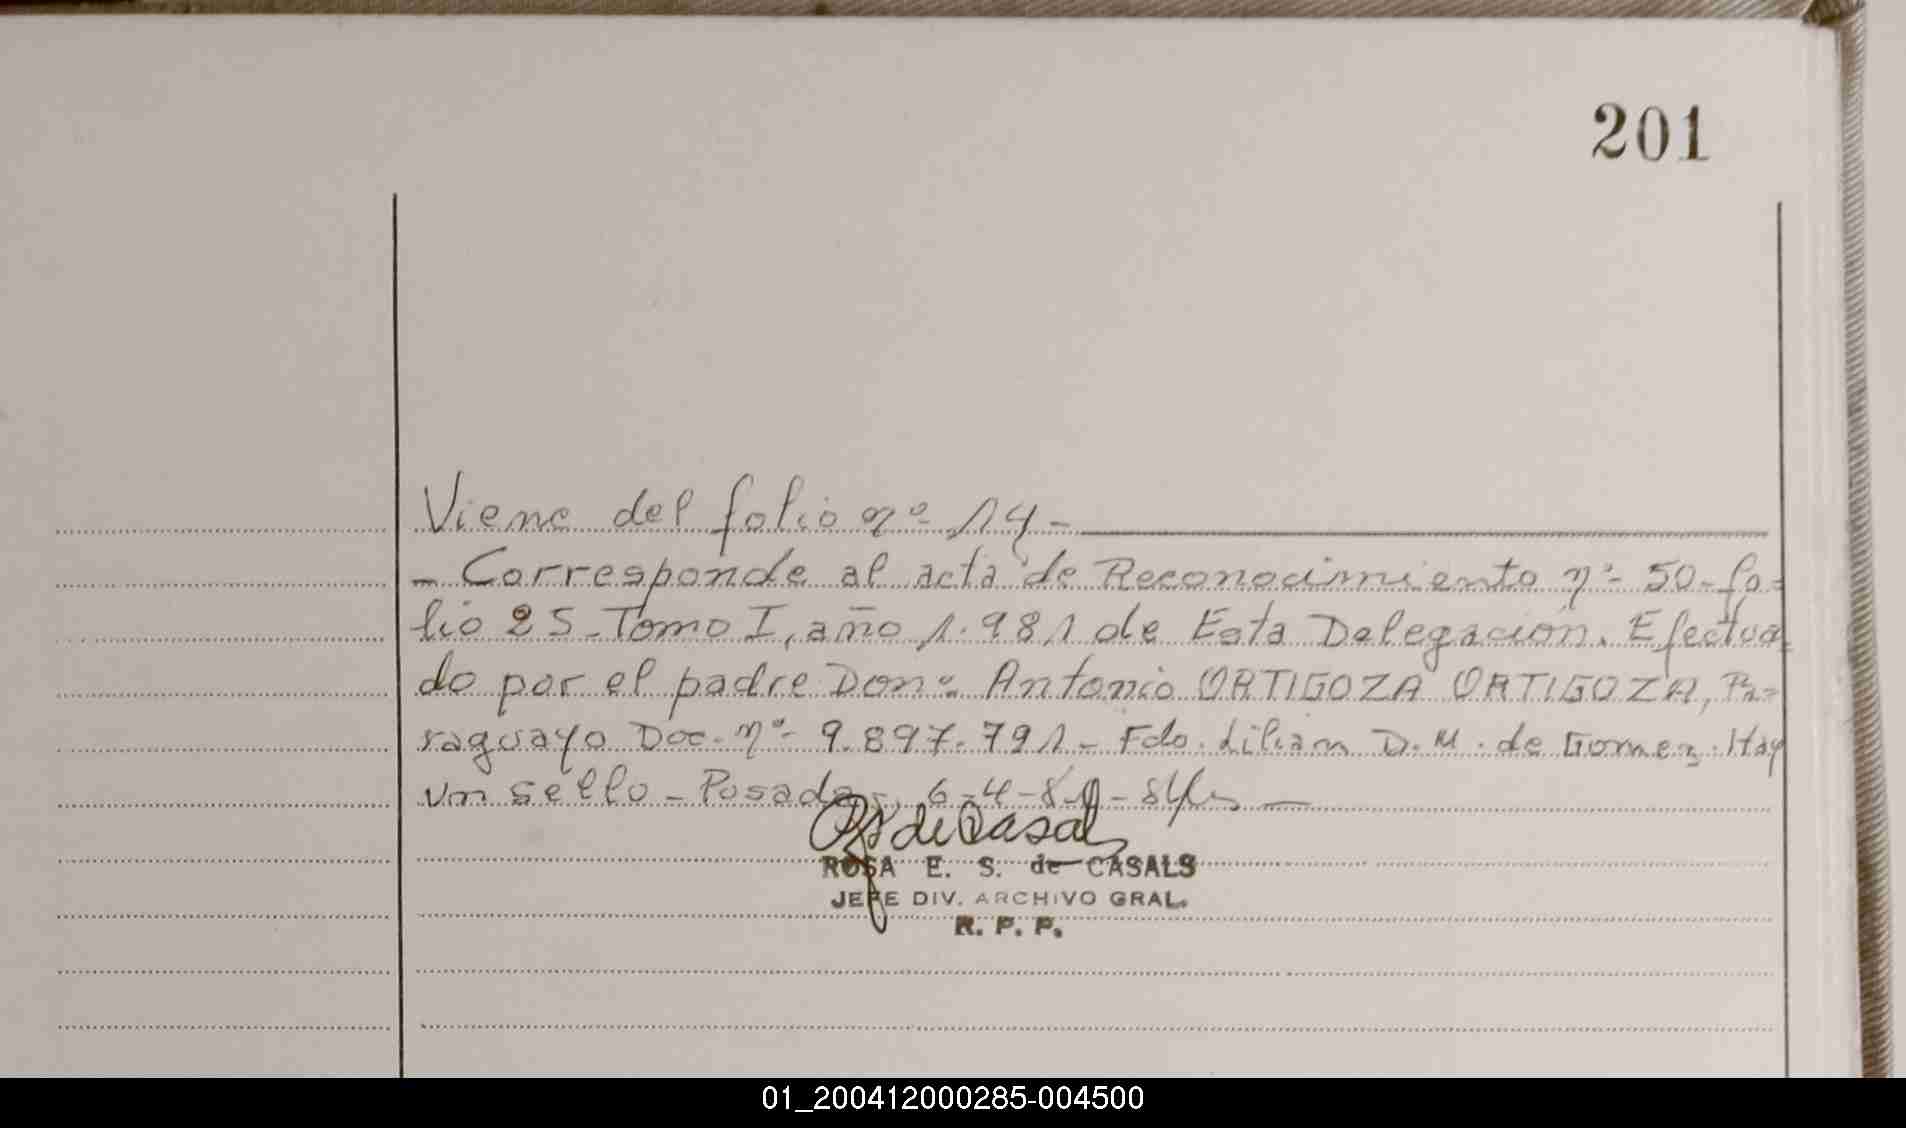 201
Viene del folio nº 14-
- Corresponde al acta de Reconocimiento nº- 50- fo-
lio 25- Tomo I, año 1.981 de Esta Delegación. Efectua-
do por el padre Don: Antonio ORTIGOZA ORTIGOZA, Pa-
raguayo Doc. nº- 9.897.791- Fdo. Lilian D. M. de Gomez. Hay
un sello- Posadas, 6-4-8
R S de Casals
ROSA E. S. de CASALS
JEFE DIV. ARCHIVO GRAL.
R. P. P.
01_200412000285-004500